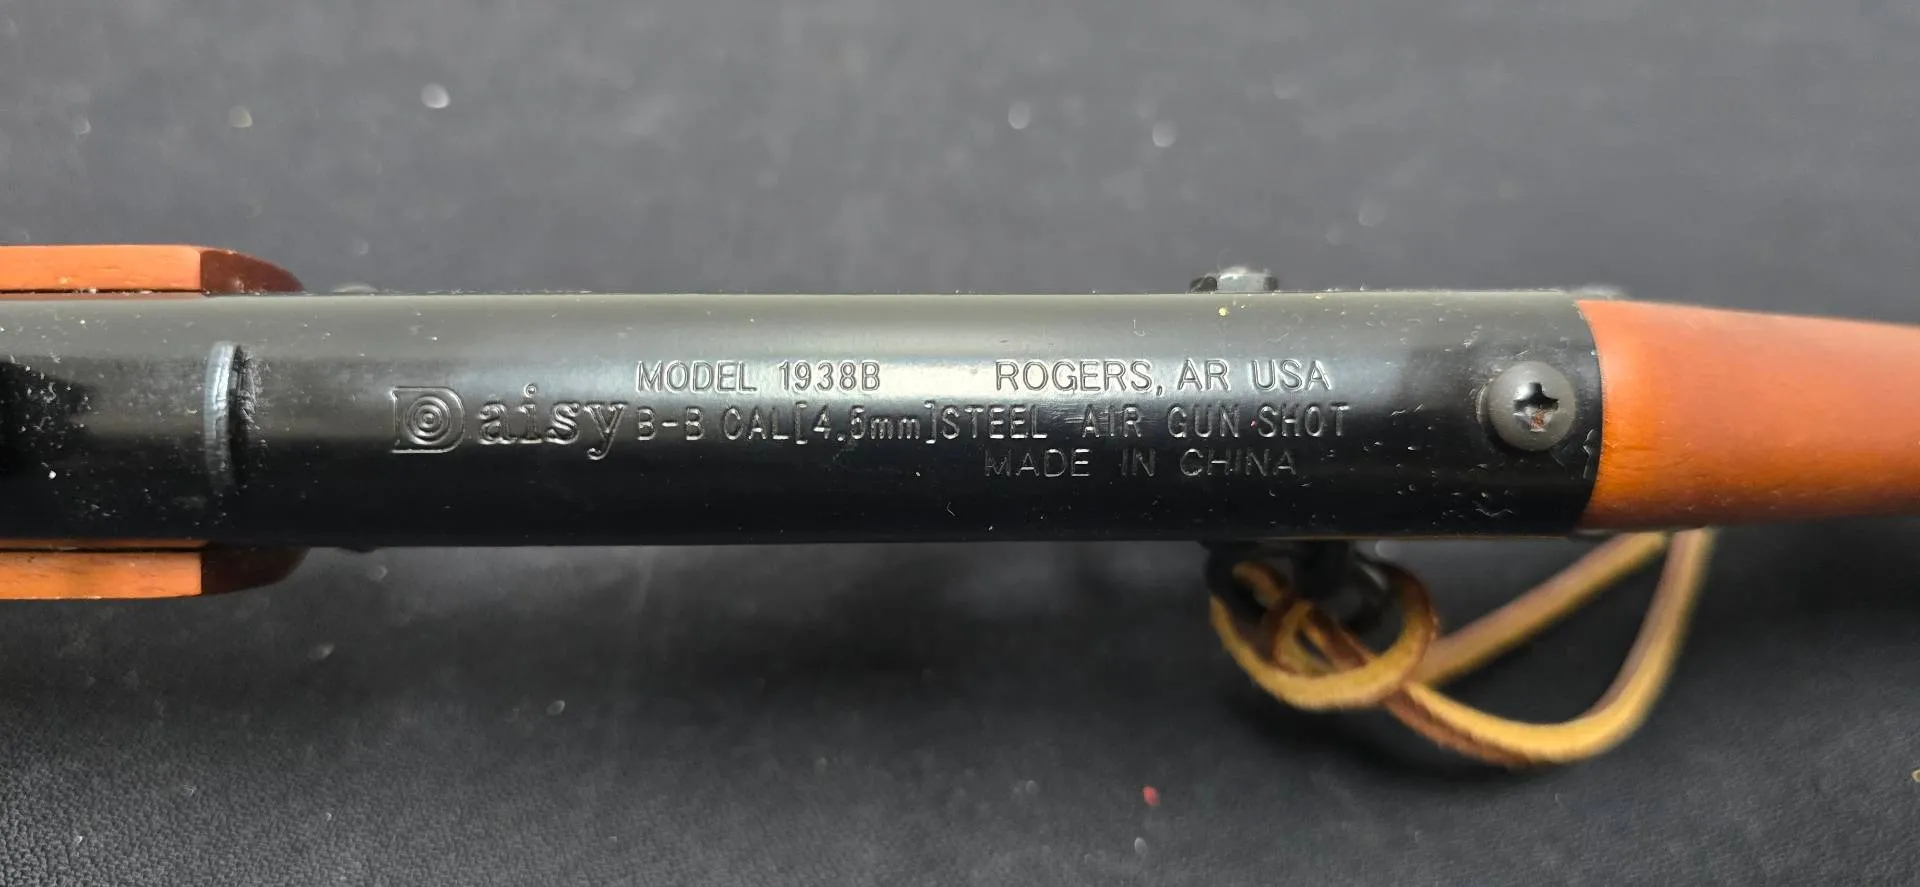 MODEL 1938B ROGERS, AR USA
Daisy B-B CAL[4.5mm]STEEL AIR GUN SHOT
MADE IN CHINA